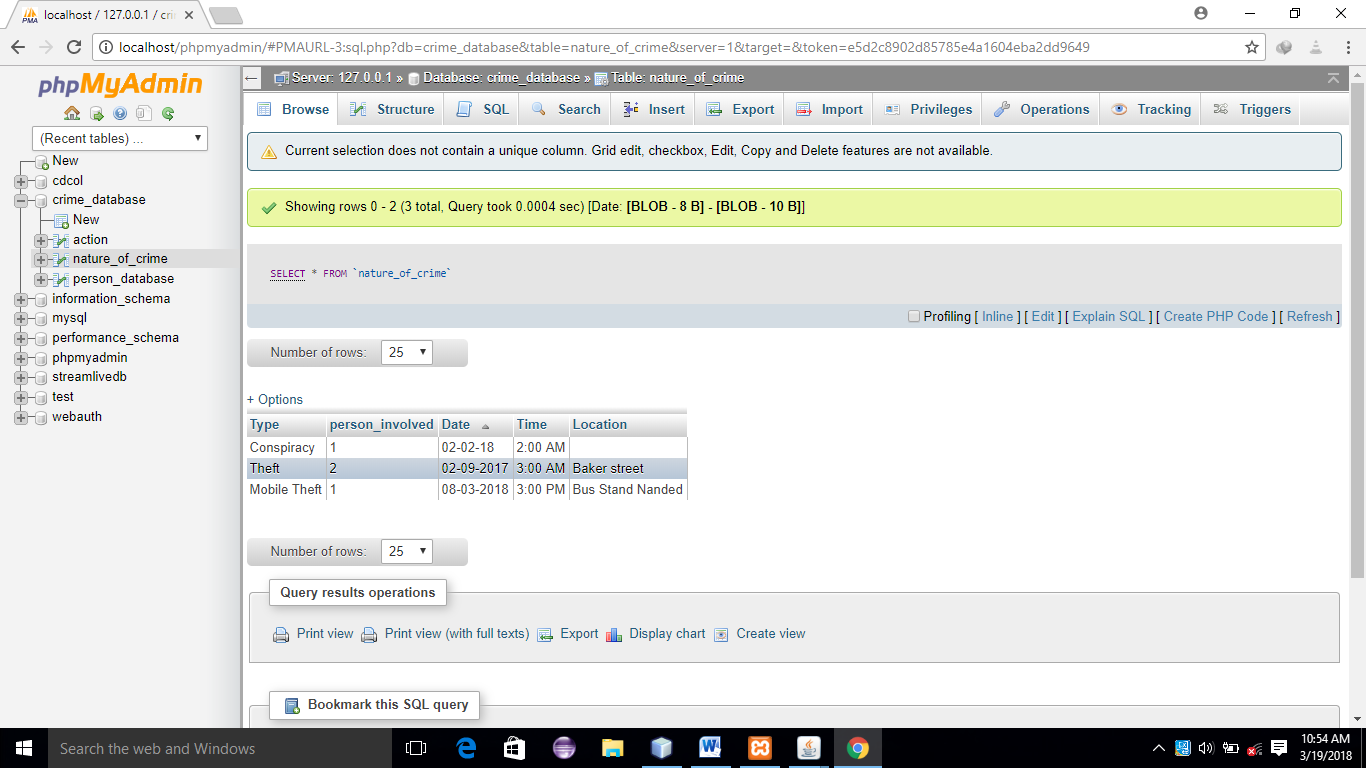 localhost / 127.0.0.1 / cri
localhost/phpmyadmin/#PMAURL-3:sql.php?db=crime_database&table=nature_of_crime&server=1&target=&token=e5d2c8902d85785e4a1604eba2dd9649
phpMyAdmin
(Recent tables) ...
New
cdcol
crime_database
New
action
nature_of_crime
person_database
information_schema
mysql
performance_schema
phpmyadmin
streamlivedb
test
webauth
Server: 127.0.0.1 » Database: crime_database » Table: nature_of_crime
Browse Structure SQL Search Insert Export Import Privileges Operations Tracking Triggers
Current selection does not contain a unique column. Grid edit, checkbox, Edit, Copy and Delete features are not available.
Showing rows 0 - 2 (3 total, Query took 0.0004 sec) [Date: [BLOB - 8 B] - [BLOB - 10 B]]
SELECT * FROM `nature_of_crime`
Profiling [ Inline ] [ Edit ] [ Explain SQL ] [ Create PHP Code ] [ Refresh ]
Number of rows: 25
+ Options
Type person_involved Date Time Location
Conspiracy 1 02-02-18 2:00 AM
Theft 2 02-09-2017 3:00 AM Baker street
Mobile Theft 1 08-03-2018 3:00 PM Bus Stand Nanded
Number of rows: 25
Query results operations
Print view Print view (with full texts) Export Display chart Create view
Bookmark this SQL query
Search the web and Windows
10:54 AM
3/19/2018